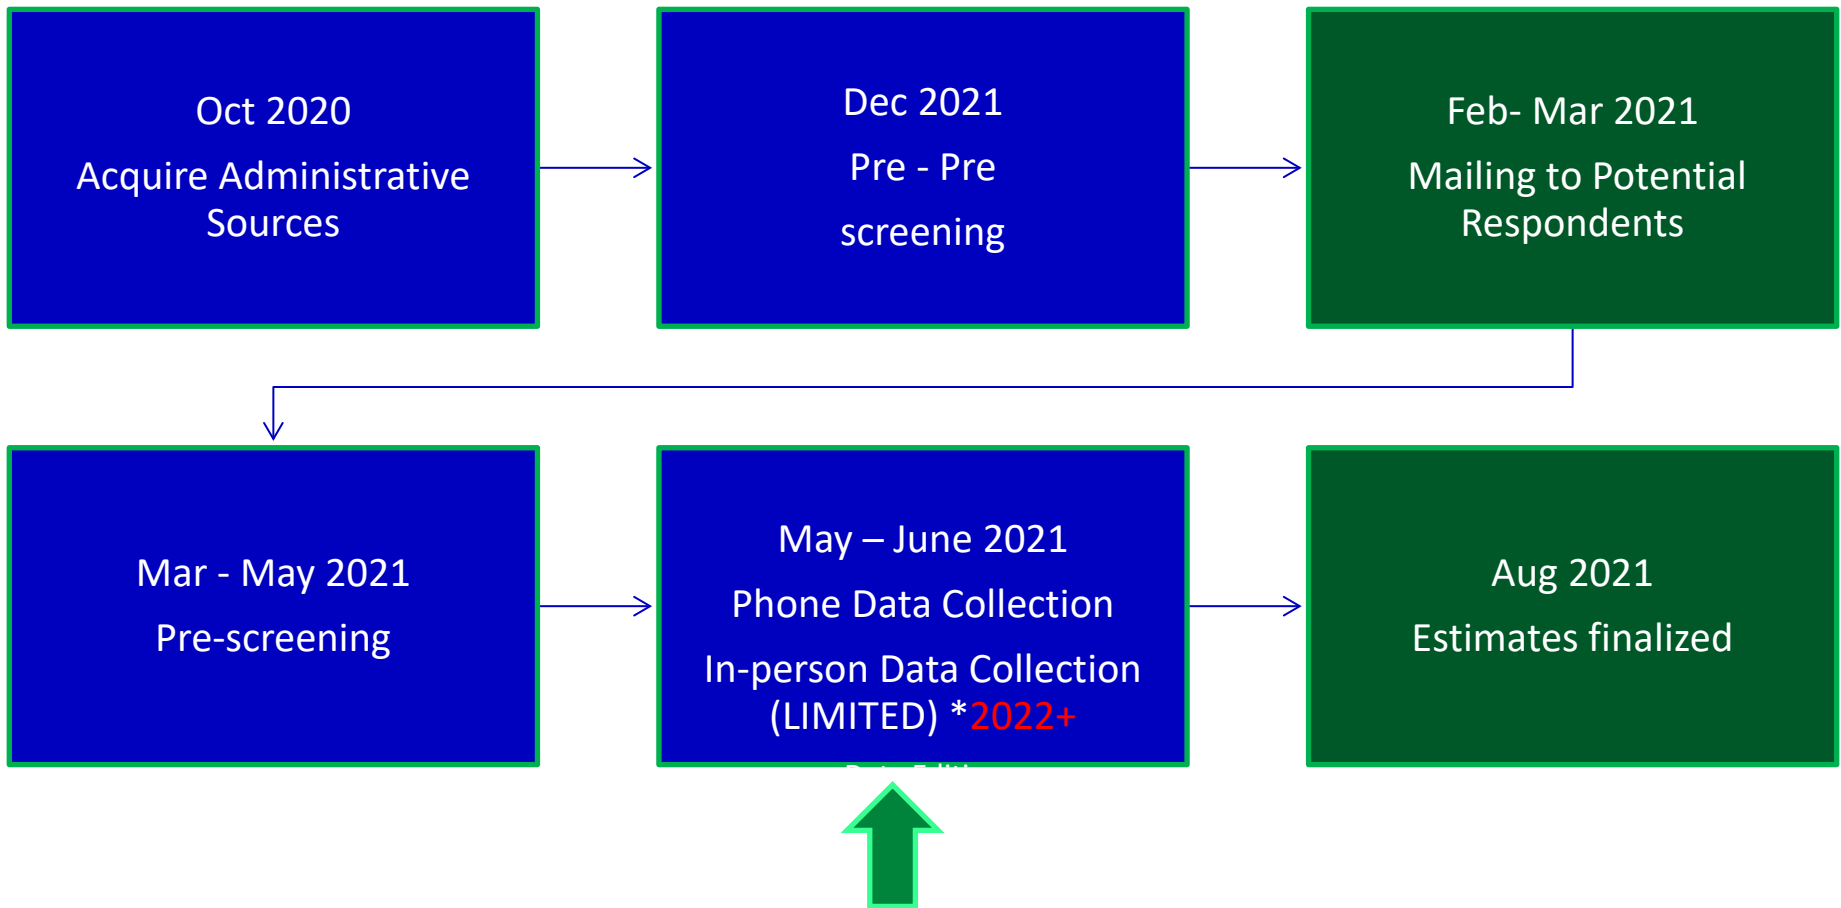 Oct 2020
Acquire Administrative
Sources
Dec 2021
Pre - Pre
screening
Feb- Mar 2021
Mailing to Potential
Respondents
Mar - May 2021
Pre-screening
May – June 2021
Phone Data Collection
In-person Data Collection
(LIMITED) *2022+
Aug 2021
Estimates finalized